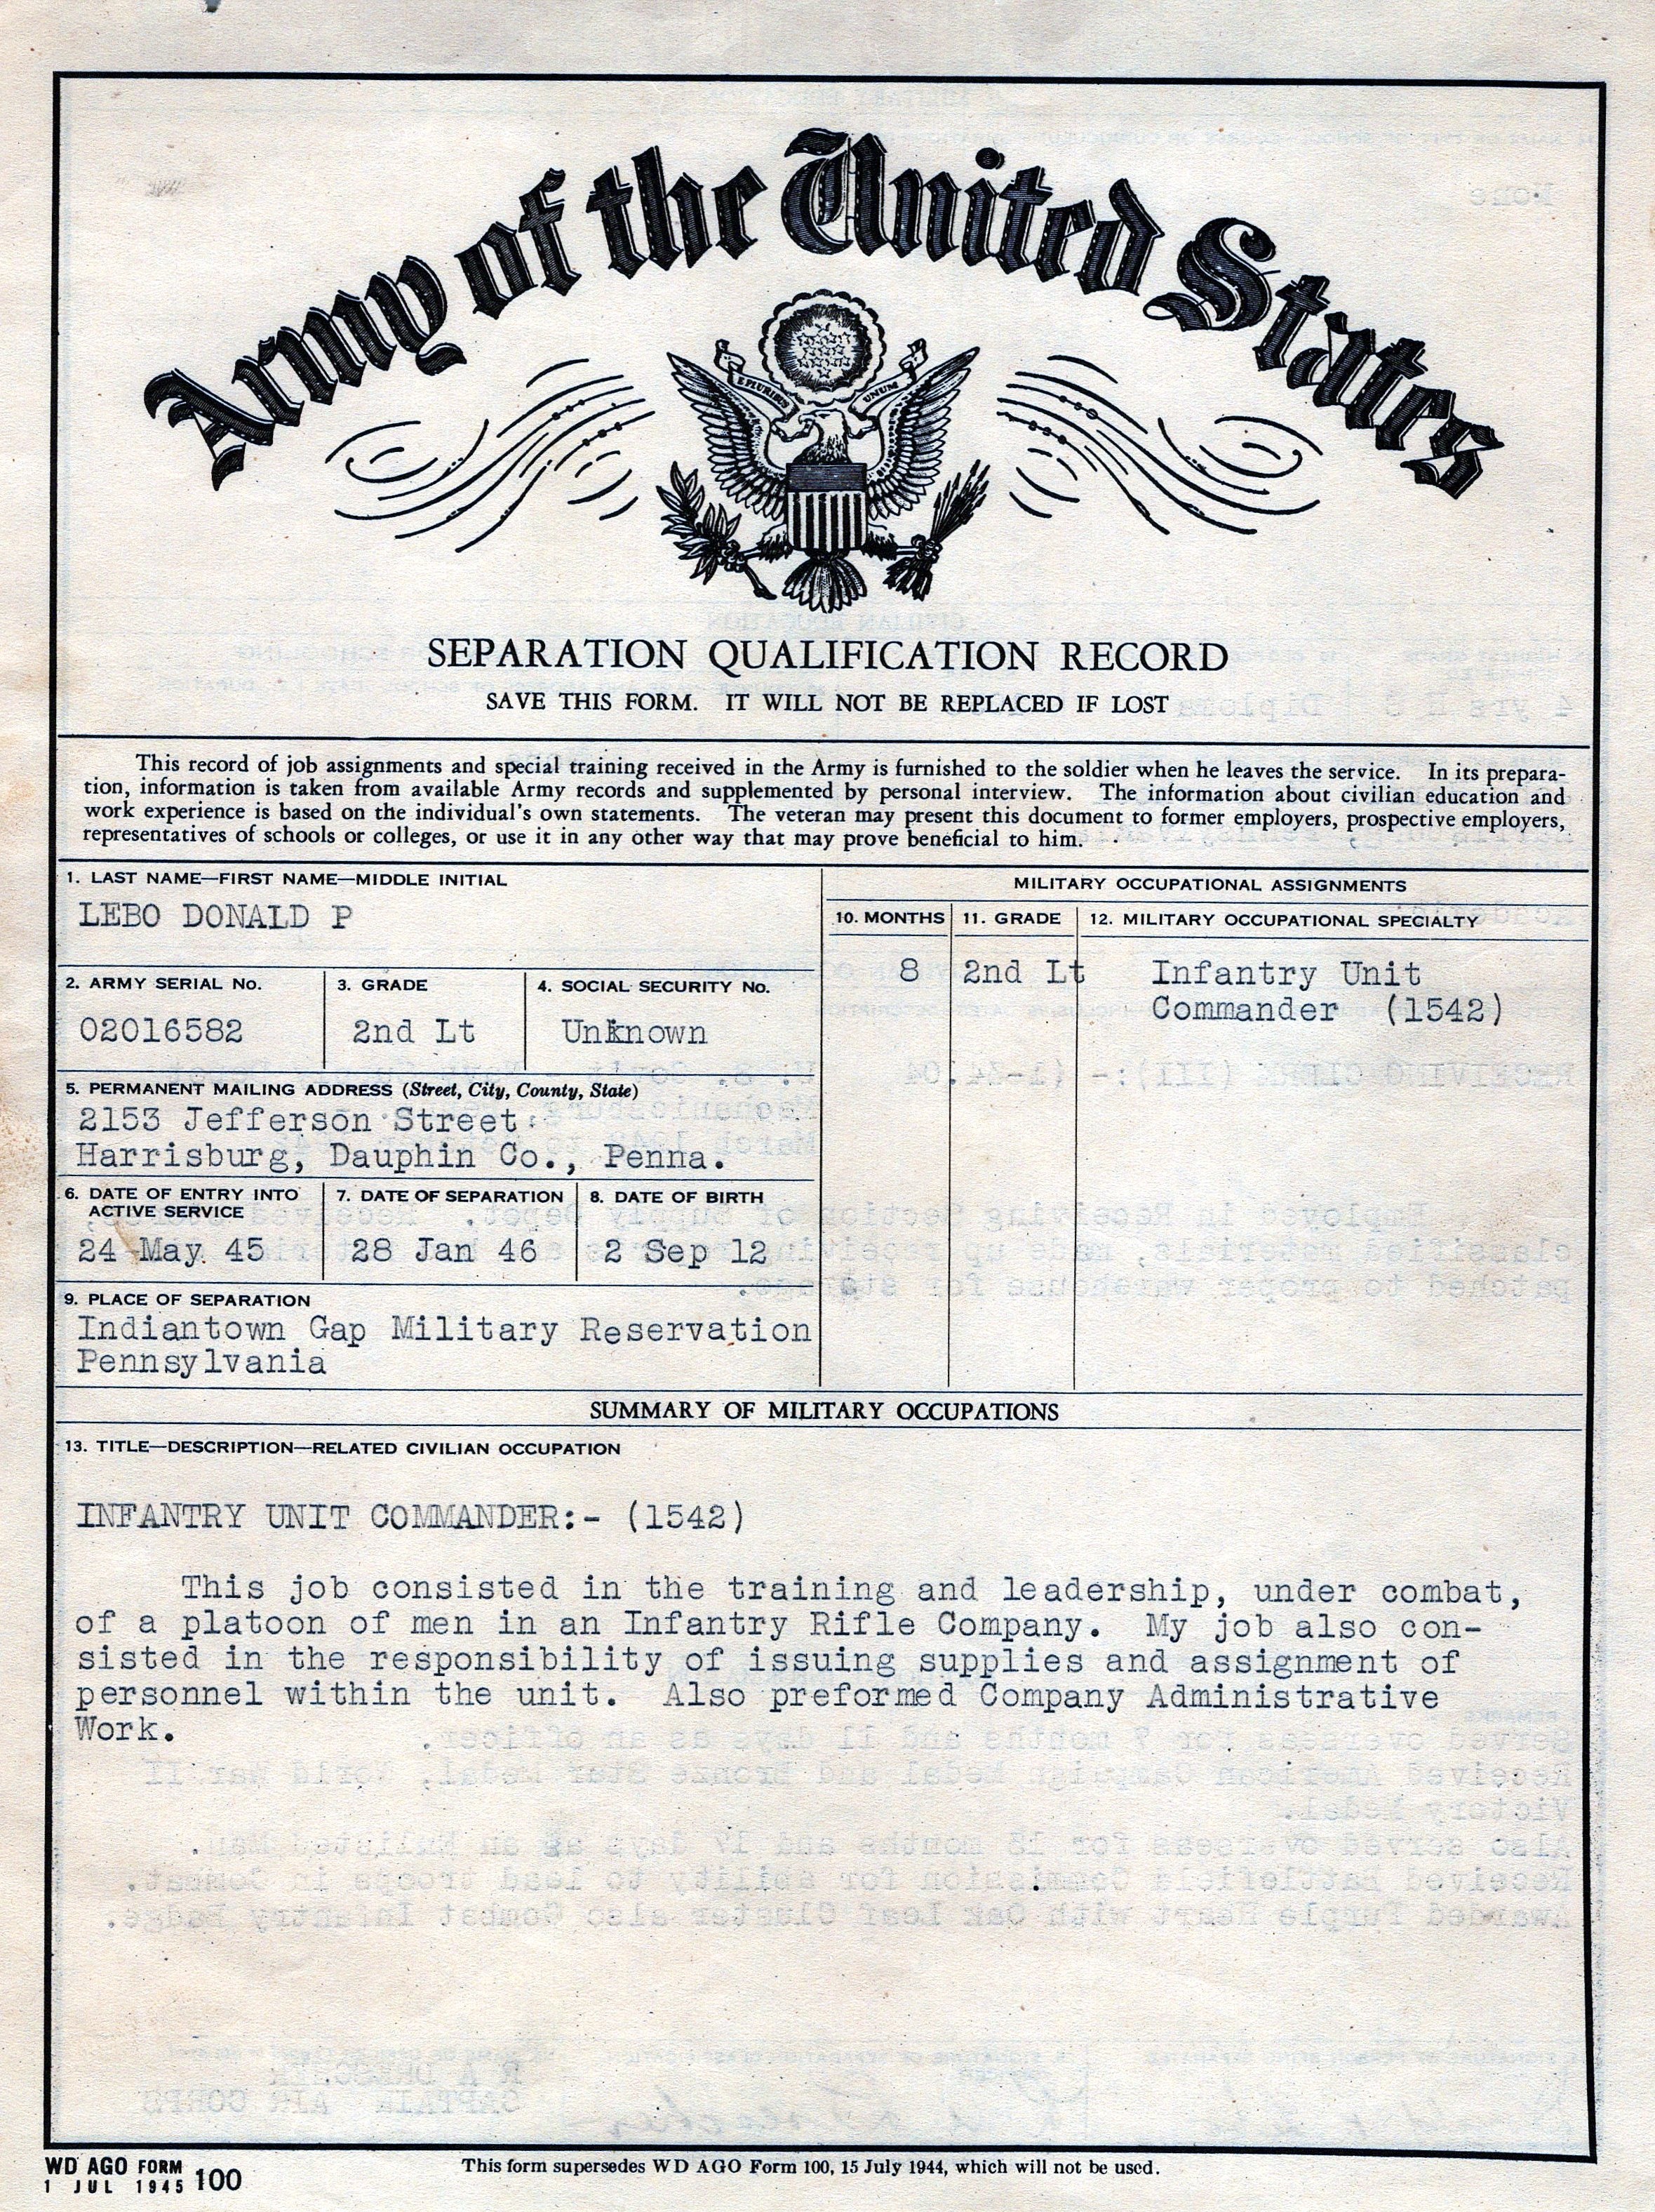 Army of the United States
E PLURIBUS UNUM
SEPARATION QUALIFICATION RECORD
SAVE THIS FORM. IT WILL NOT BE REPLACED IF LOST
This record of job assignments and special training received in the Army is furnished to the soldier when he leaves the service. In its prepara-
tion, information is taken from available Army records and supplemented by personal interview. The information about civilian education and
work experience is based on the individual's own statements. The veteran may present this document to former employers, prospective employers,
representatives of schools or colleges, or use it in any other way that may prove beneficial to him.
1. LAST NAME—FIRST NAME—MIDDLE INITIAL
LEBO DONALD P
2. ARMY SERIAL No. 3. GRADE 4. SOCIAL SECURITY No.
02016582 2nd Lt Unknown
5. PERMANENT MAILING ADDRESS (Street, City, County, State)
2153 Jefferson Street
Harrisburg, Dauphin Co., Penna.
6. DATE OF ENTRY INTO ACTIVE SERVICE 7. DATE OF SEPARATION 8. DATE OF BIRTH
24 May 45 28 Jan 46 2 Sep 12
9. PLACE OF SEPARATION
Indiantown Gap Military Reservation
Pennsylvania
MILITARY OCCUPATIONAL ASSIGNMENTS
10. MONTHS 11. GRADE 12. MILITARY OCCUPATIONAL SPECIALTY
8 2nd Lt Infantry Unit
Commander (1542)
SUMMARY OF MILITARY OCCUPATIONS
13. TITLE—DESCRIPTION—RELATED CIVILIAN OCCUPATION
INFANTRY UNIT COMMANDER:- (1542)
This job consisted in the training and leadership, under combat,
of a platoon of men in an Infantry Rifle Company. My job also con-
sisted in the responsibility of issuing supplies and assignment of
personnel within the unit. Also preformed Company Administrative
Work.
WD AGO FORM 100
1 JUL 1945
This form supersedes WD AGO Form 100, 15 July 1944, which will not be used.